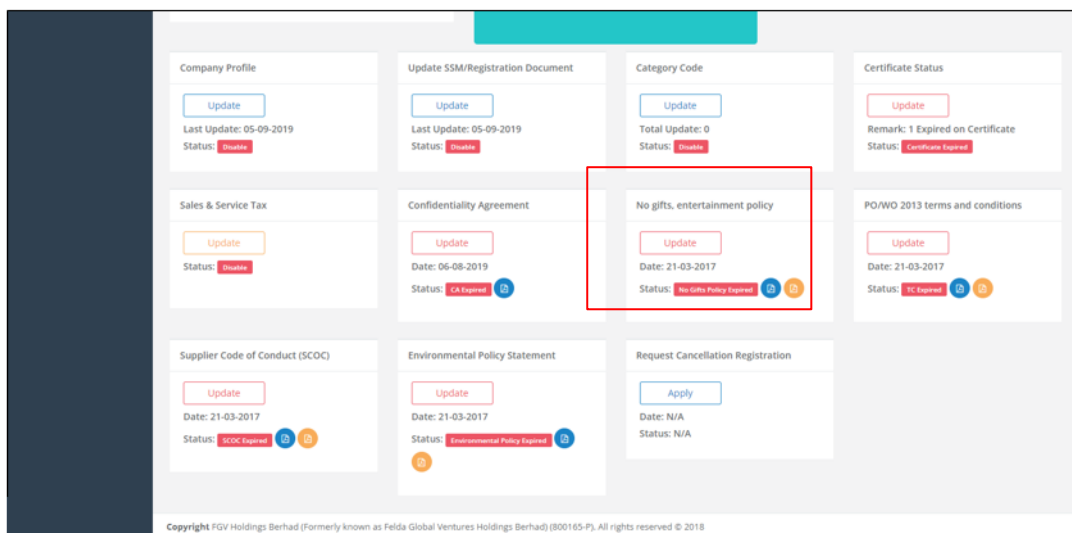 Company Profile
Update
Last Update: 05-09-2019
Status: Disable
Update SSM/Registration Document
Update
Last Update: 05-09-2019
Status: Disable
Category Code
Update
Total Update: 0
Status: Disable
Certificate Status
Update
Remark: 1 Expired on Certificate
Status: Certificate Expired
Sales & Service Tax
Update
Status: Disable
Confidentiality Agreement
Update
Date: 06-08-2019
Status: CA Expired
No gifts, entertainment policy
Update
Date: 21-03-2017
Status: No Gifts Policy Expired
PO/WO 2013 terms and conditions
Update
Date: 21-03-2017
Status: TC Expired
Supplier Code of Conduct (SCOC)
Update
Date: 21-03-2017
Status: SCOC Expired
Environmental Policy Statement
Update
Date: 21-03-2017
Status: Environmental Policy Expired
Request Cancellation Registration
Apply
Date: N/A
Status: N/A
Copyright FGV Holdings Berhad (Formerly known as Felda Global Ventures Holdings Berhad) (800165-P). All rights reserved © 2018